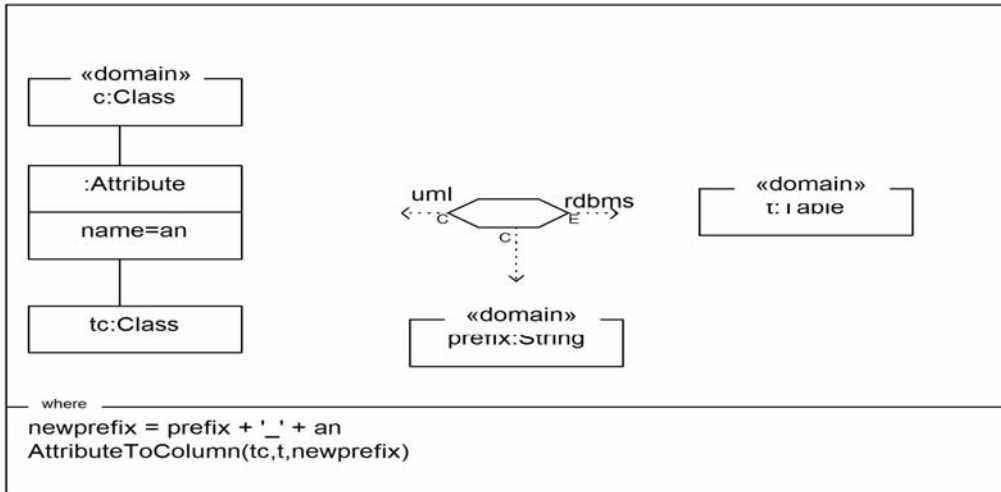 «domain»
c:Class
:Attribute
name=an
tc:Class
uml
rdbms
C
E
C
«domain»
t:Table
«domain»
prefix:String
where
newprefix = prefix + '_' + an
AttributeToColumn(tc,t,newprefix)